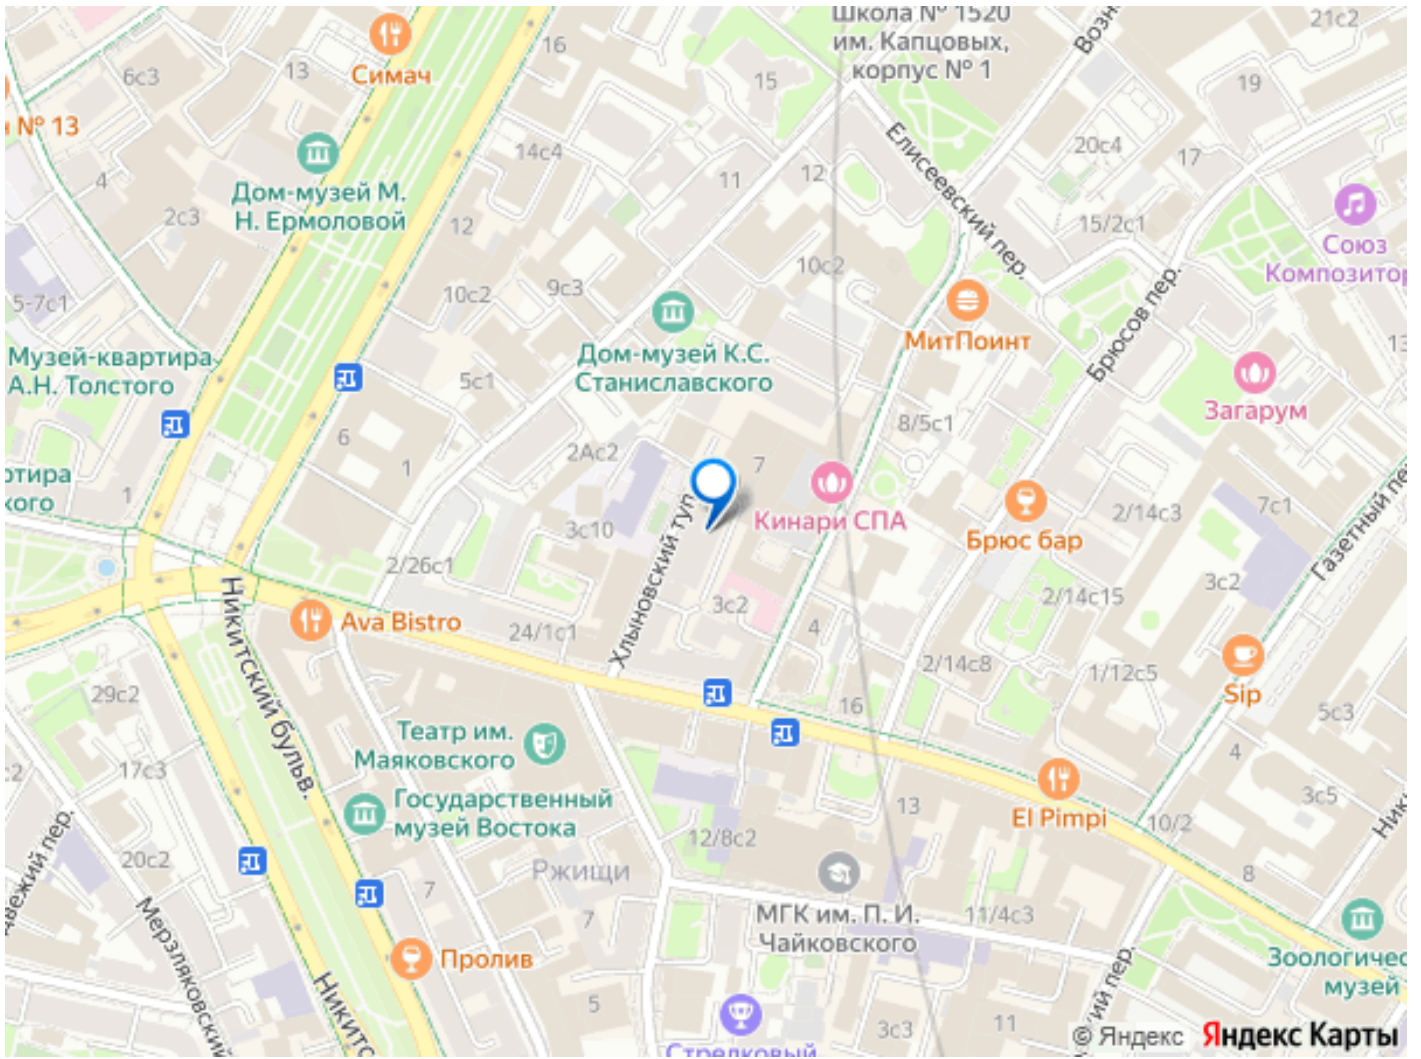 Школа № 1520
им. Капцовых,
корпус № 1
21с2
16
Симач
13
6с3
15
19
№ 13
20с4
Елисеевский пер.
14с4
17
Дом-музей М.
Н. Ермоловой
4
11
12
2с3
12
15/2с1
Союз
10с2
Брюсов пер.
5-7с1
10с2
9с3
МитПоинт
Музей-квартира
А.Н. Толстого
Дом-музей К.С.
Станиславского
5с1
Загарум
8/5с1
6
2Ас2
1
7
1
7с1
Кинари СПА
2/14с3
3с10
Брюс бар
2/26с1
Хлыновский туп.
3с2
3с2
2/14с15
Ava Bistro
24/1с1
4
Никитский бульв.
2/14с8
1/12с5
Sip
29с2
16
5с3
Театр им.
Маяковского
4
17с3
Государственный
музей Востока
13
3с5
El Pimpi
10/2
12/8с2
20с2
Ржищи
8
7
7
МГК им. П. И.
Чайковского
11/4с3
Мерзляковский
Пролив
Зоологичес
музей
5
3с3
11
Стрелковый
© Яндекс
Яндекс Карты